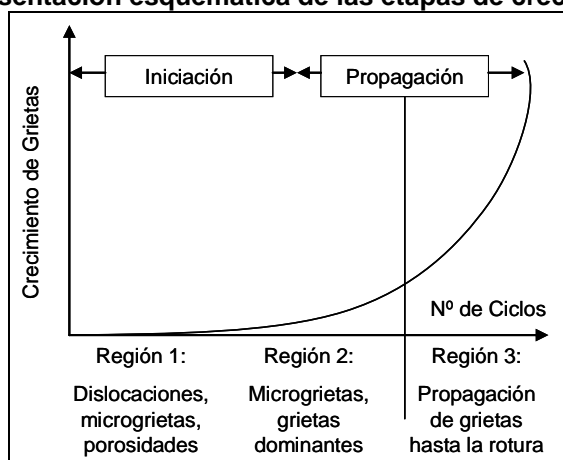 sentación esquemática de las etapas de crec
Iniciación
Propagación
Crecimiento de Grietas
Nº de Ciclos
Región 1:
Dislocaciones,
microgrietas,
porosidades
Región 2:
Microgrietas,
grietas
dominantes
Región 3:
Propagación
de grietas
hasta la rotura